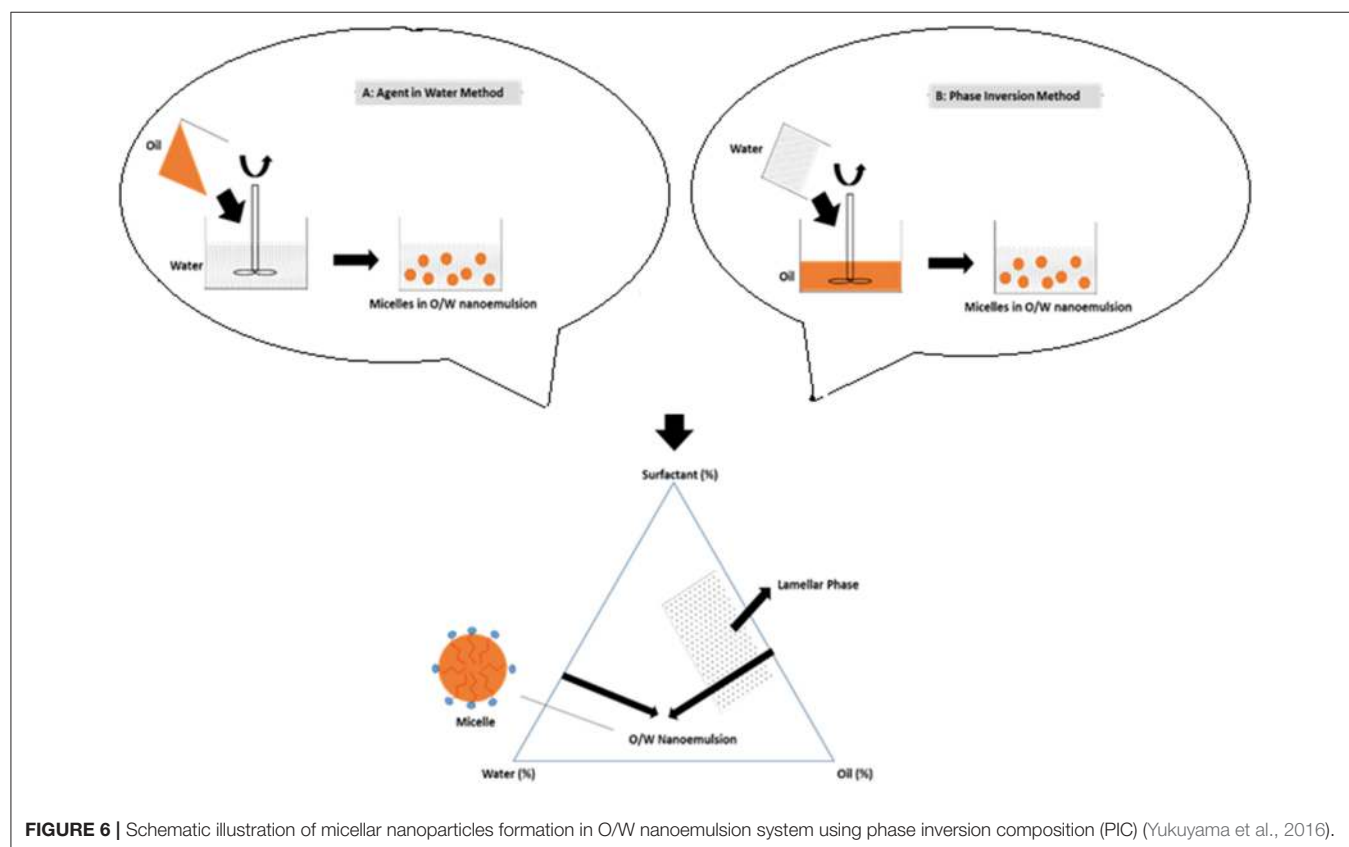 A: Agent in Water Method
Oil
Water
Micelles in O/W nanoemulsion
B: Phase Inversion Method
Water
Oil
Micelles in O/W nanoemulsion
Surfactant (%)
Lamellar Phase
Micelle
O/W Nanoemulsion
Water (%)
Oil (%)
FIGURE 6 | Schematic illustration of micellar nanoparticles formation in O/W nanoemulsion system using phase inversion composition (PIC) (Yukuyama et al., 2016).